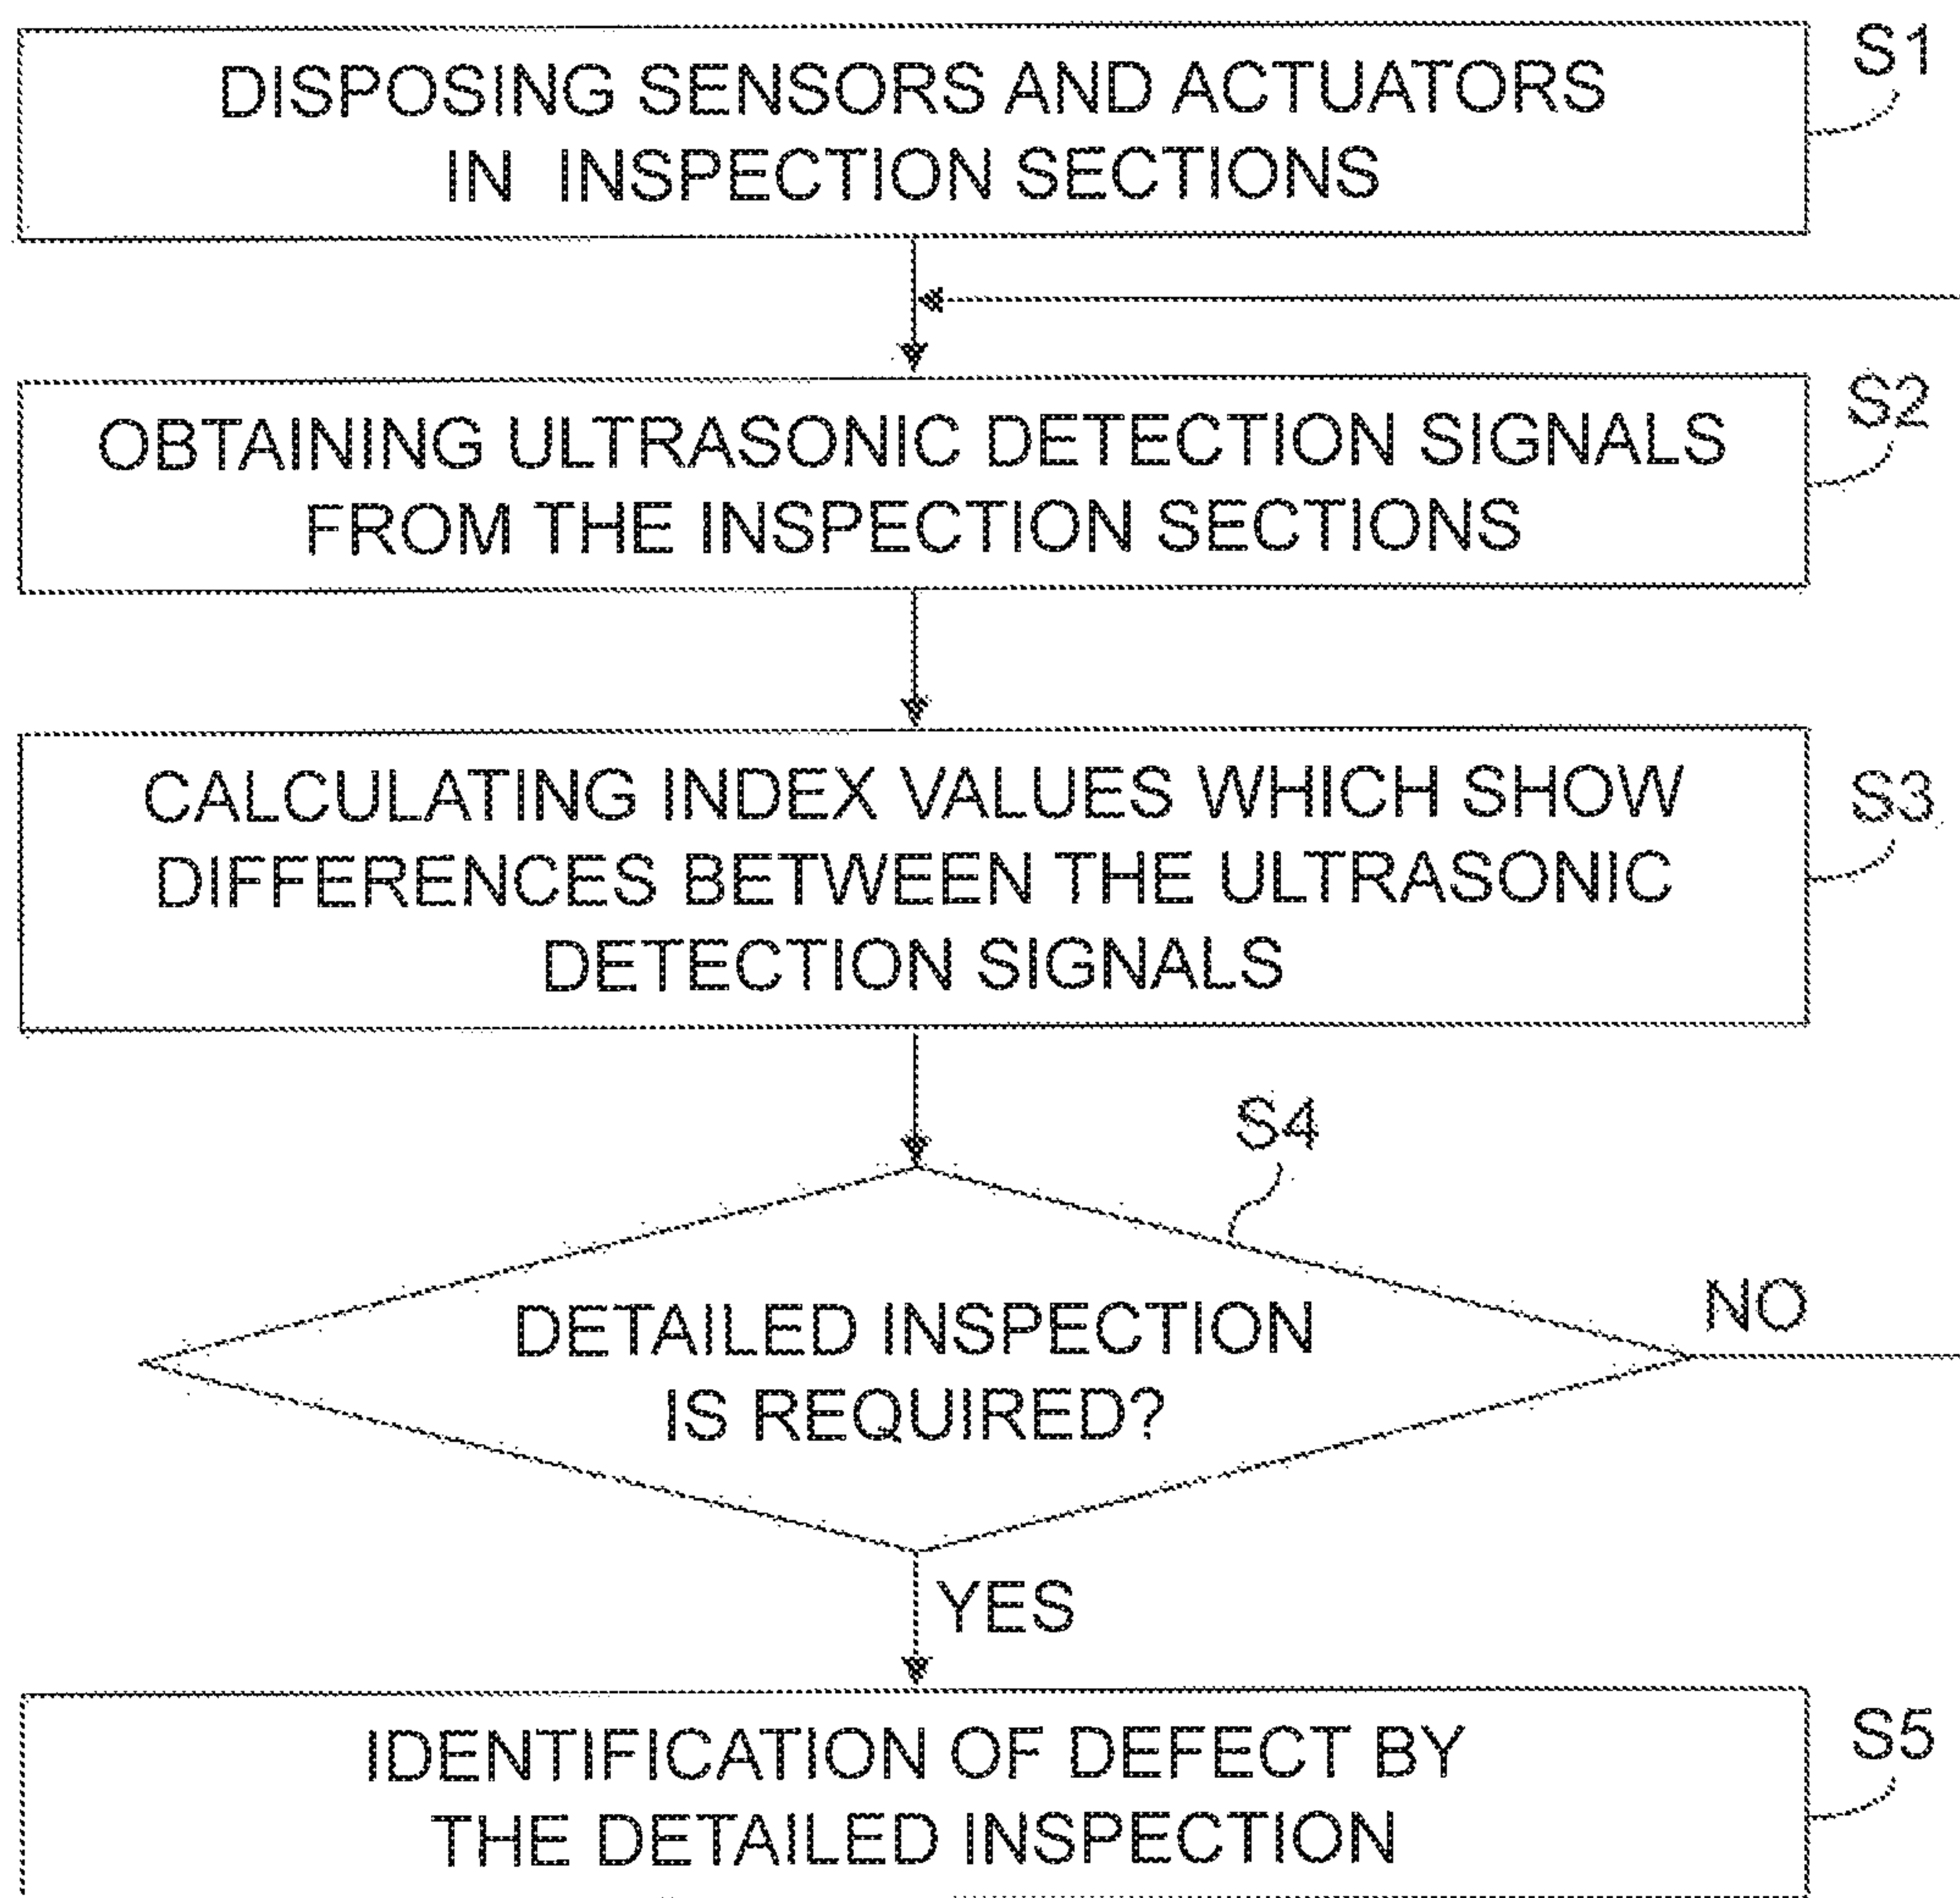 S1
DISPOSING SENSORS AND ACTUATORS
IN INSPECTION SECTIONS
S2
OBTAINING ULTRASONIC DETECTION SIGNALS
FROM THE INSPECTION SECTIONS
S3
CALCULATING INDEX VALUES WHICH SHOW
DIFFERENCES BETWEEN THE ULTRASONIC
DETECTION SIGNALS
S4
DETAILED INSPECTION
IS REQUIRED?
NO
YES
S5
IDENTIFICATION OF DEFECT BY
THE DETAILED INSPECTION